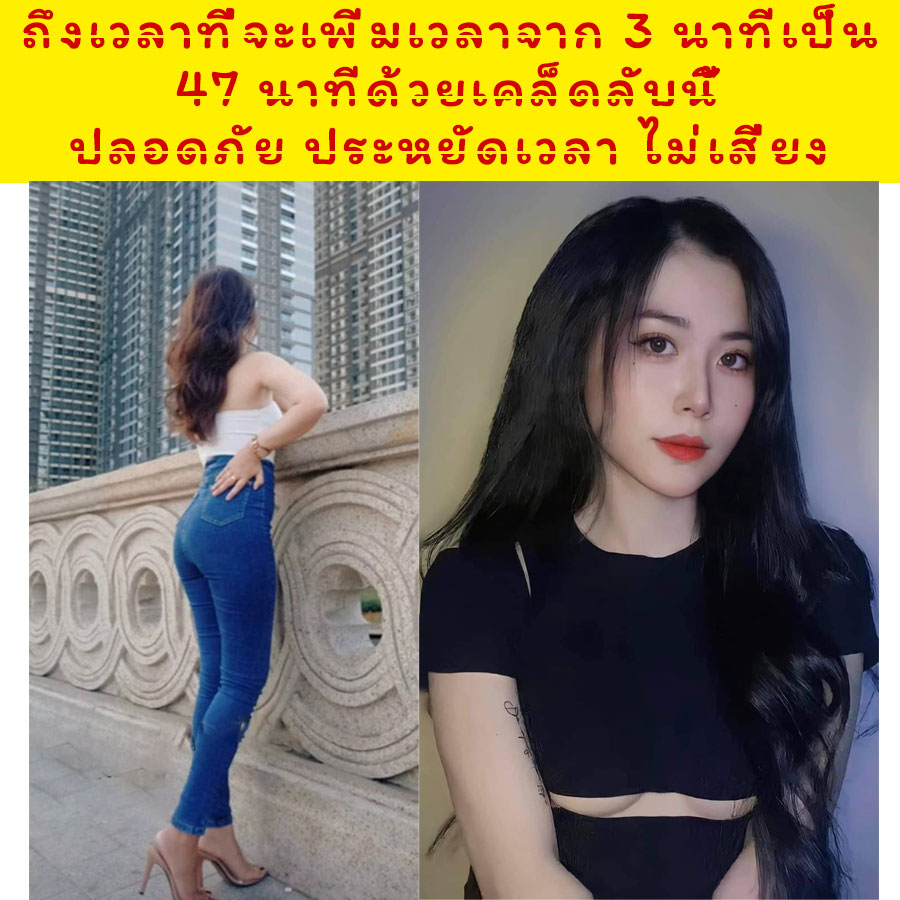 ถึงเวลาที่จะเพิ่มเวลาจาก 3 นาทีเป็น
47 นาทีด้วยเคล็ดลับนี้
ปลอดภัย ประหยัดเวลา ไม่เสี่ยง